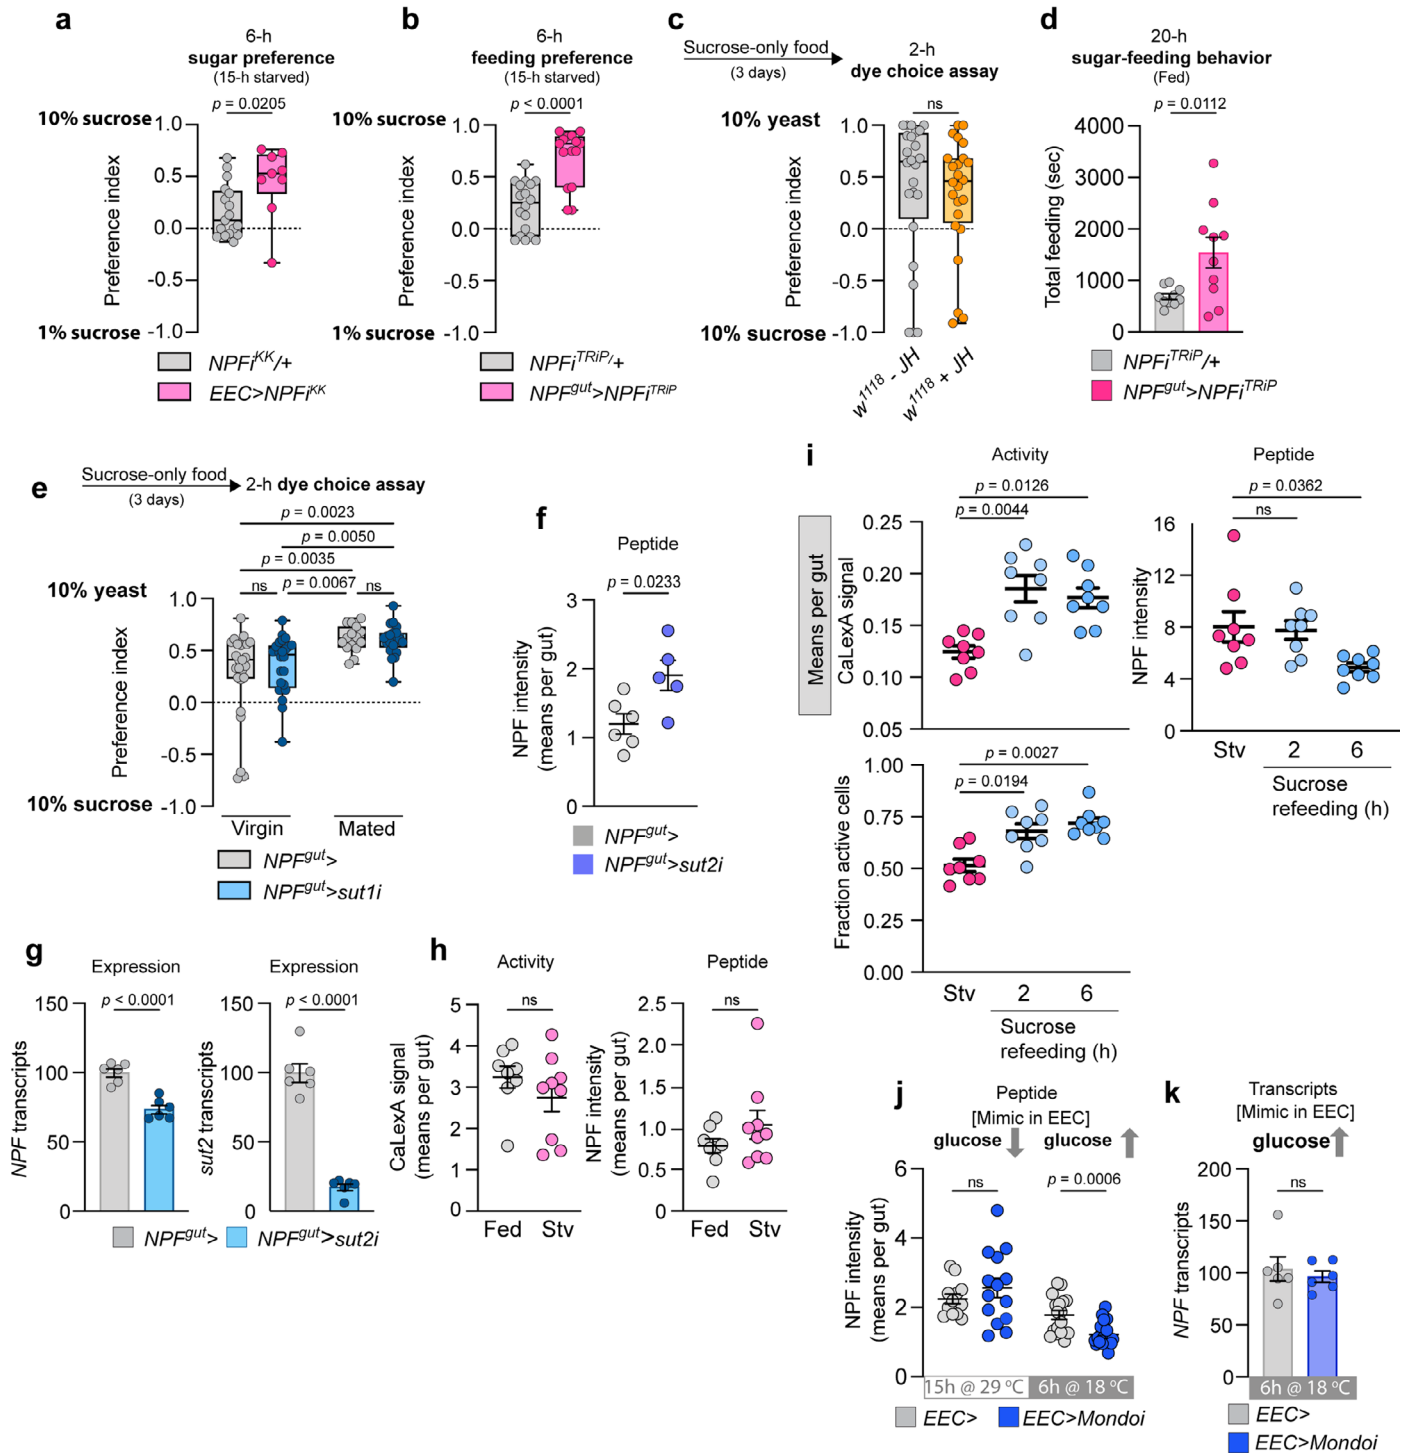 a
6-h
sugar preference
(15-h starved)
p = 0.0205
10% sucrose
1.0
0.5
0.0
-0.5
-1.0
Preference index
1% sucrose
NPFi^KK/+
EEC>NPFi^KK
b
6-h
feeding preference
(15-h starved)
p < 0.0001
10% sucrose
1.0
0.5
0.0
-0.5
-1.0
Preference index
1% sucrose
NPFi^TRiP/+
NPF^gut>NPFi^TRiP
c
Sucrose-only food
(3 days)
2-h
dye choice assay
ns
10% yeast
1.0
0.5
0.0
-0.5
-1.0
Preference index
10% sucrose
w^1118 - JH
w^1118 + JH
d
20-h
sugar-feeding behavior
(Fed)
p = 0.0112
4000
3000
2000
1000
0
Total feeding (sec)
NPFi^TRiP/+
NPF^gut>NPFi^TRiP
e
Sucrose-only food
(3 days)
2-h dye choice assay
p = 0.0023
p = 0.0050
p = 0.0035
ns
p = 0.0067
ns
10% yeast
1.0
0.5
0.0
-0.5
-1.0
Preference index
10% sucrose
Virgin
Mated
NPF^gut>
NPF^gut>sut1i
f
Peptide
p = 0.0233
3
2
1
0
NPF intensity
(means per gut)
NPF^gut>
NPF^gut>sut2i
g
Expression
p < 0.0001
150
100
50
0
NPF transcripts
Expression
p < 0.0001
150
100
50
0
sut2 transcripts
NPF^gut>
NPF^gut>sut2i
h
Activity
ns
5
4
3
2
1
0
CaLexA signal
(means per gut)
Fed
Stv
Peptide
ns
2.5
2.0
1.5
1.0
0.5
0
NPF intensity
(means per gut)
Fed
Stv
i
Activity
p = 0.0126
p = 0.0044
0.25
0.20
0.15
0.10
0.05
Means per gut
CaLexA signal
Peptide
p = 0.0362
ns
16
12
8
4
0
NPF intensity
Stv
2
6
Sucrose
refeeding (h)
p = 0.0027
p = 0.0194
1.00
0.75
0.50
0.25
0.00
Fraction active cells
Stv
2
6
Sucrose
refeeding (h)
j
Peptide
[Mimic in EEC]
glucose
glucose
ns
p = 0.0006
6
4
2
0
NPF intensity
(means per gut)
15h @ 29 ºC
6h @ 18 ºC
EEC>
EEC>Mondoi
k
Transcripts
[Mimic in EEC]
glucose
ns
200
150
100
50
0
NPF transcripts
6h @ 18 ºC
EEC>
EEC>Mondoi